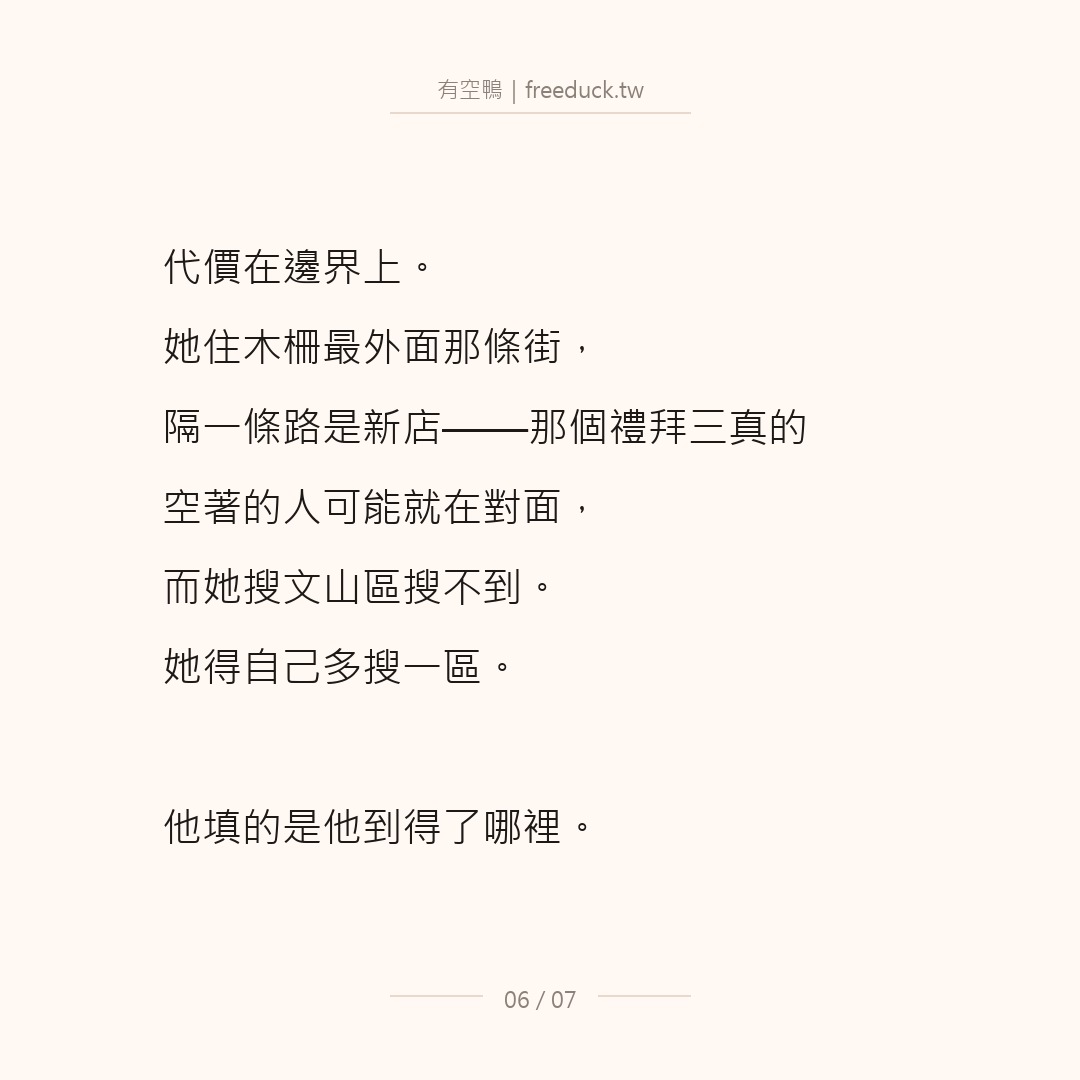 有空鴨 | freeduck.tw
代價在邊界上。
她住木柵最外面那條街，
隔一條路是新店——那個禮拜三真的
空著的人可能就在對面，
而她搜文山區搜不到。
她得自己多搜一區。
他填的是他到得了哪裡。
06 / 07